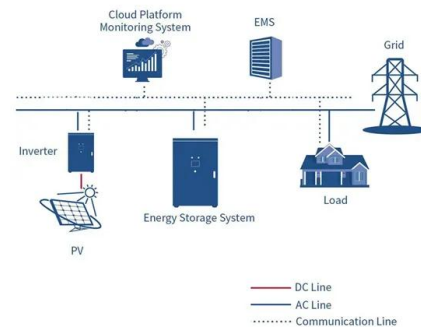 Cloud Platform
Monitoring System
EMS
Grid
Inverter
Energy Storage System
Load
PV
DC Line
AC Line
Communication Line